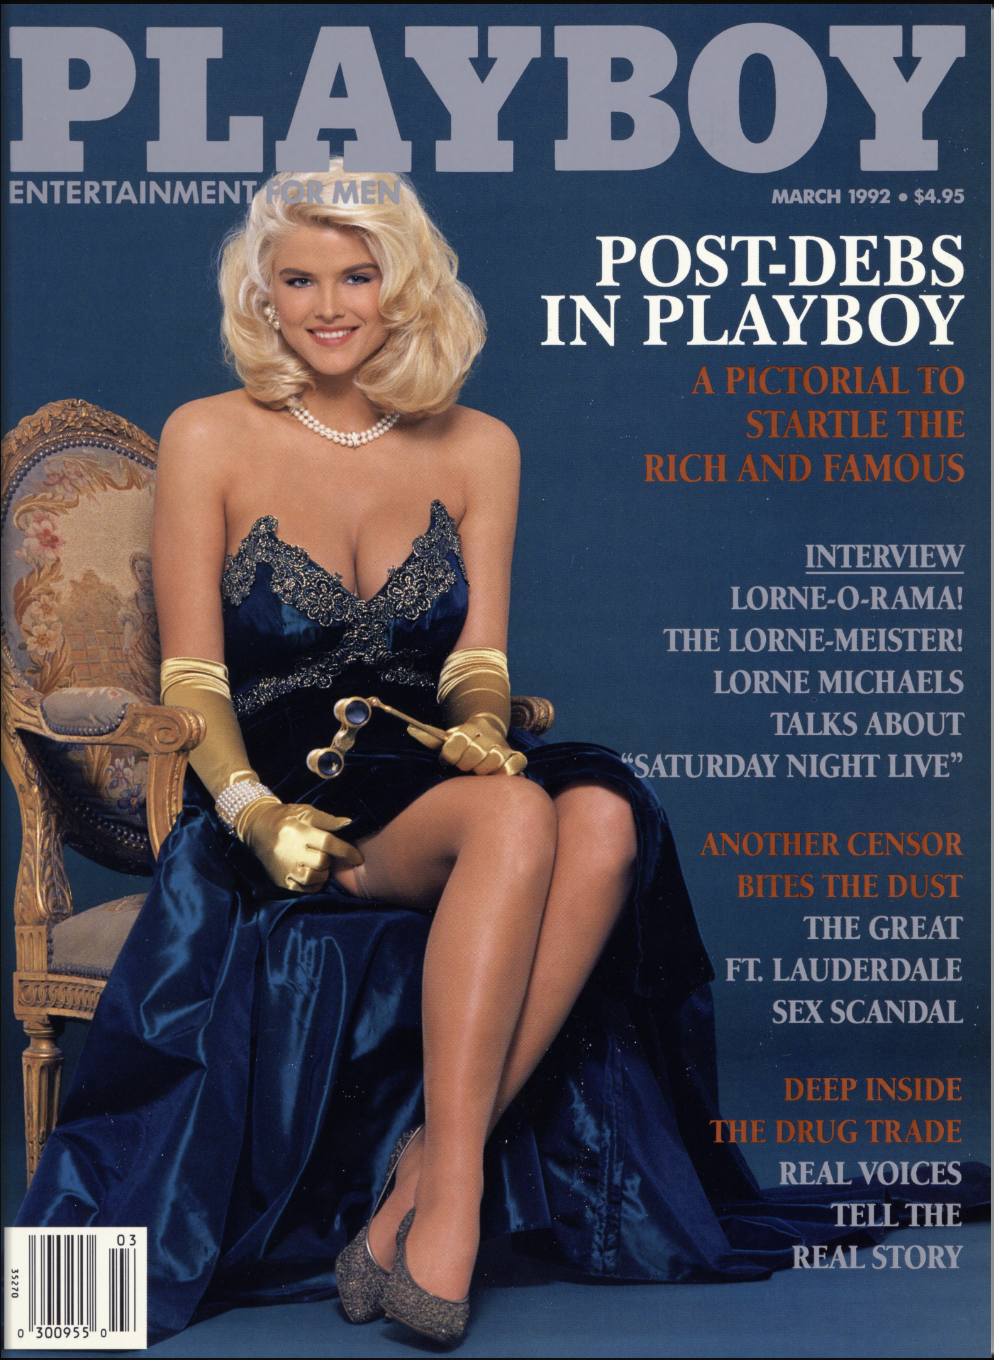 PLAYBOY
ENTERTAINMENT FOR MEN
MARCH 1992 • $4.95
POST-DEBS
IN PLAYBOY
A PICTORIAL TO
STARTLE THE
RICH AND FAMOUS
INTERVIEW
LORNE-O-RAMA!
THE LORNE-MEISTER!
LORNE MICHAELS
TALKS ABOUT
“SATURDAY NIGHT LIVE”
ANOTHER CENSOR
BITES THE DUST
THE GREAT
FT. LAUDERDALE
SEX SCANDAL
DEEP INSIDE
THE DRUG TRADE
REAL VOICES
TELL THE
REAL STORY
03
35270
0 300955 0